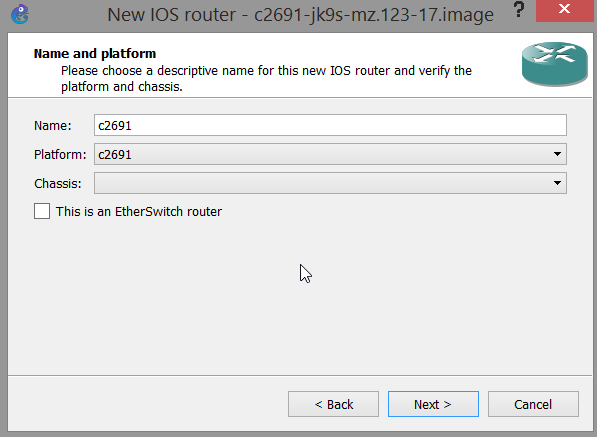 New IOS router - c2691-jk9s-mz.123-17.image
?
Name and platform
Please choose a descriptive name for this new IOS router and verify the
platform and chassis.
Name: c2691
Platform: c2691
Chassis:
This is an EtherSwitch router
< Back Next > Cancel